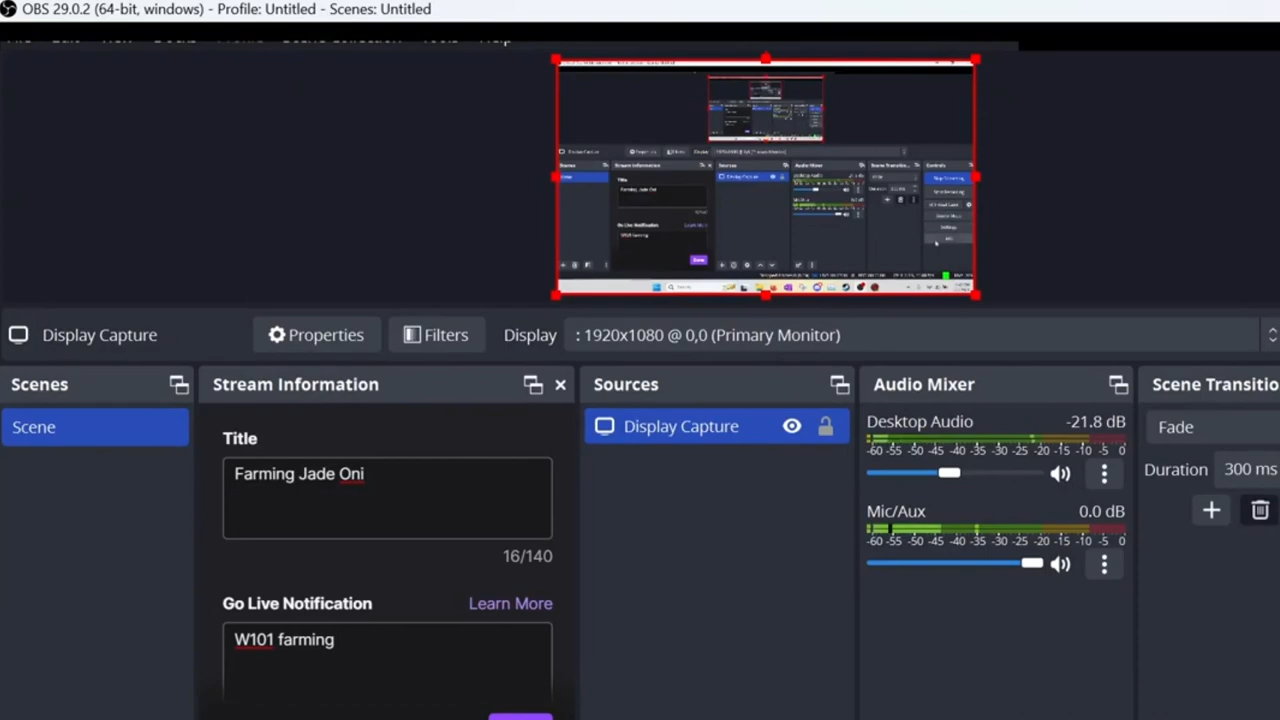 OBS 29.0.2 (64-bit, windows) - Profile: Untitled - Scenes: Untitled
Display Capture
Properties
Filters
Display
: 1920x1080 @ 0,0 (Primary Monitor)
Scenes
Scene
Stream Information
Title
Farming Jade Oni
16/140
Go Live Notification
Learn More
W101 farming
Sources
Display Capture
Audio Mixer
Desktop Audio
-21.8 dB
-60 -55 -50 -45 -40 -35 -30 -25 -20 -15 -10 -5 0
Mic/Aux
0.0 dB
-60 -55 -50 -45 -40 -35 -30 -25 -20 -15 -10 -5 0
Scene Transitio
Fade
Duration
300 ms